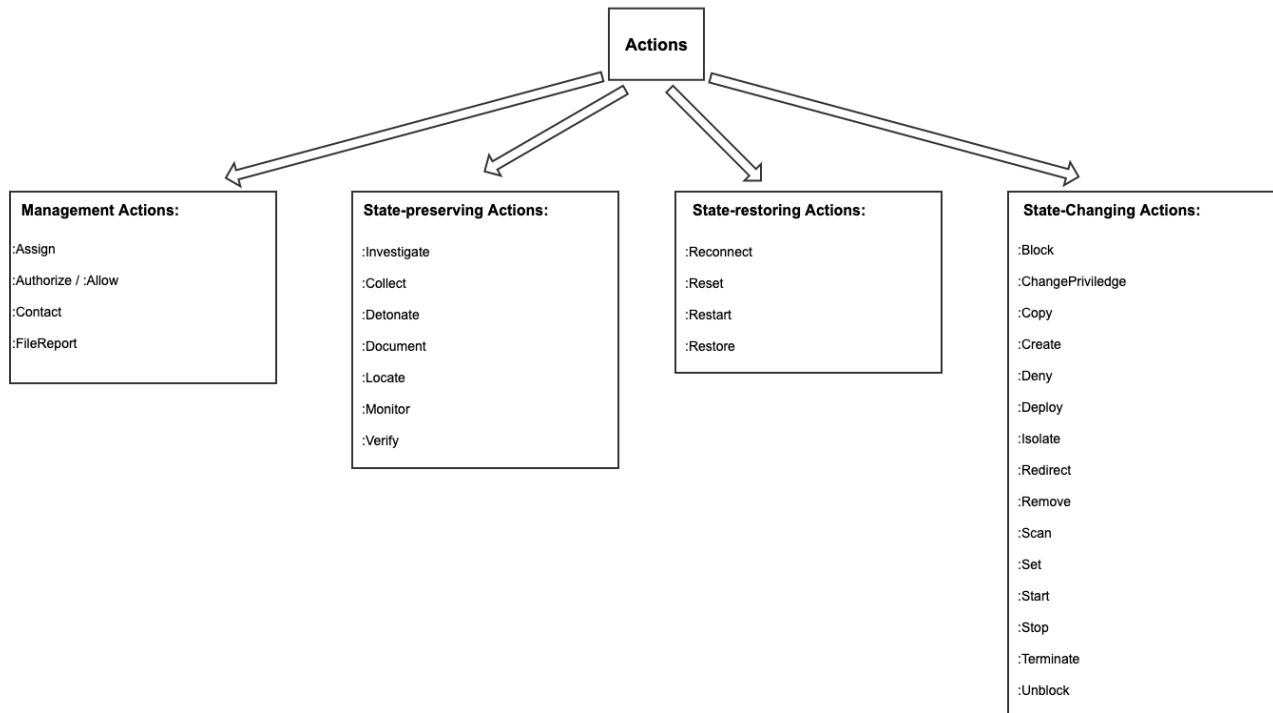 Actions
Management Actions:
:Assign
:Authorize / :Allow
:Contact
:FileReport
State-preserving Actions:
:Investigate
:Collect
:Detonate
:Document
:Locate
:Monitor
:Verify
State-restoring Actions:
:Reconnect
:Reset
:Restart
:Restore
State-Changing Actions:
:Block
:ChangePriviledge
:Copy
:Create
:Deny
:Deploy
:Isolate
:Redirect
:Remove
:Scan
:Set
:Start
:Stop
:Terminate
:Unblock